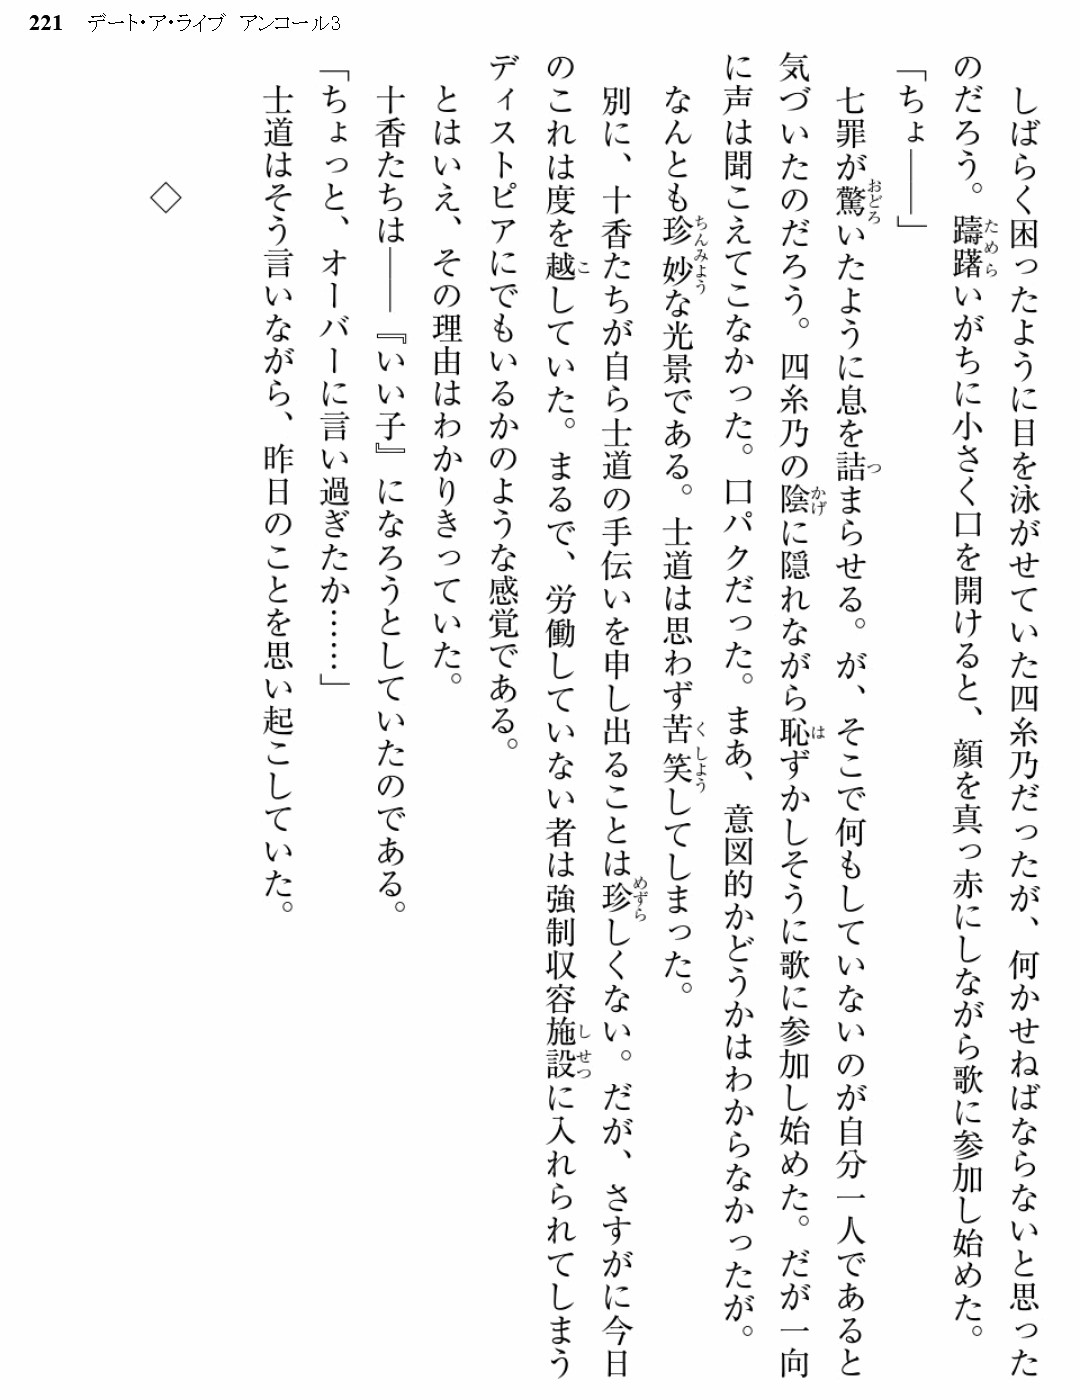 221 デート・ア・ライブ アンコール3
しばらく困ったように目を泳がせていた四糸乃だったが、何かせねばならないと思った
のだろう。躊躇いがちに小さく口を開けると、顔を真っ赤にしながら歌に参加し始めた。
「ちょ――」
七罪が驚いたように息を詰まらせる。が、そこで何もしていないのが自分一人であると
気づいたのだろう。四糸乃の陰に隠れながら恥ずかしそうに歌に参加し始めた。だが一向
に声は聞こえてこなかった。口パクだった。まあ、意図的かどうかはわからなかったが。
なんとも珍妙な光景である。士道は思わず苦笑してしまった。
別に、十香たちが自ら士道の手伝いを申し出ることは珍しくない。だが、さすがに今日
のこれは度を越していた。まるで、労働していない者は強制収容施設に入れられてしまう
ディストピアにでもいるかのような感覚である。
とはいえ、その理由はわかりきっていた。
十香たちは――『いい子』になろうとしていたのである。
「ちょっと、オーバーに言い過ぎたか……」
士道はそう言いながら、昨日のことを思い起こしていた。
◇